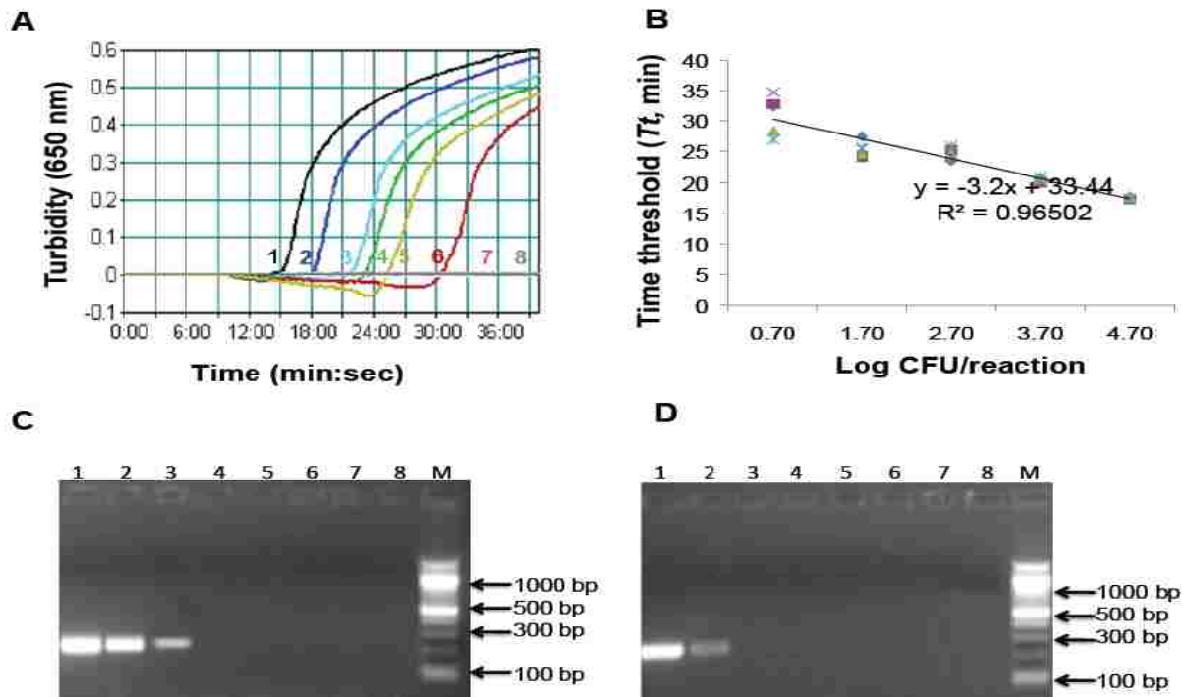 A
Turbidity (650 nm)
0.6
0.5
0.4
0.3
0.2
0.1
0
-0.1
1 2 3 4 5 6 7 8
0:00 6:00 12:00 18:00 24:00 30:00 36:00
Time (min:sec)
B
Time threshold (Tt, min)
40
35
30
25
20
15
10
5
0
y = -3.2x + 33.44
R² = 0.96502
0.70 1.70 2.70 3.70 4.70
Log CFU/reaction
C
1 2 3 4 5 6 7 8 M
1000 bp
500 bp
300 bp
100 bp
D
1 2 3 4 5 6 7 8 M
1000 bp
500 bp
300 bp
100 bp